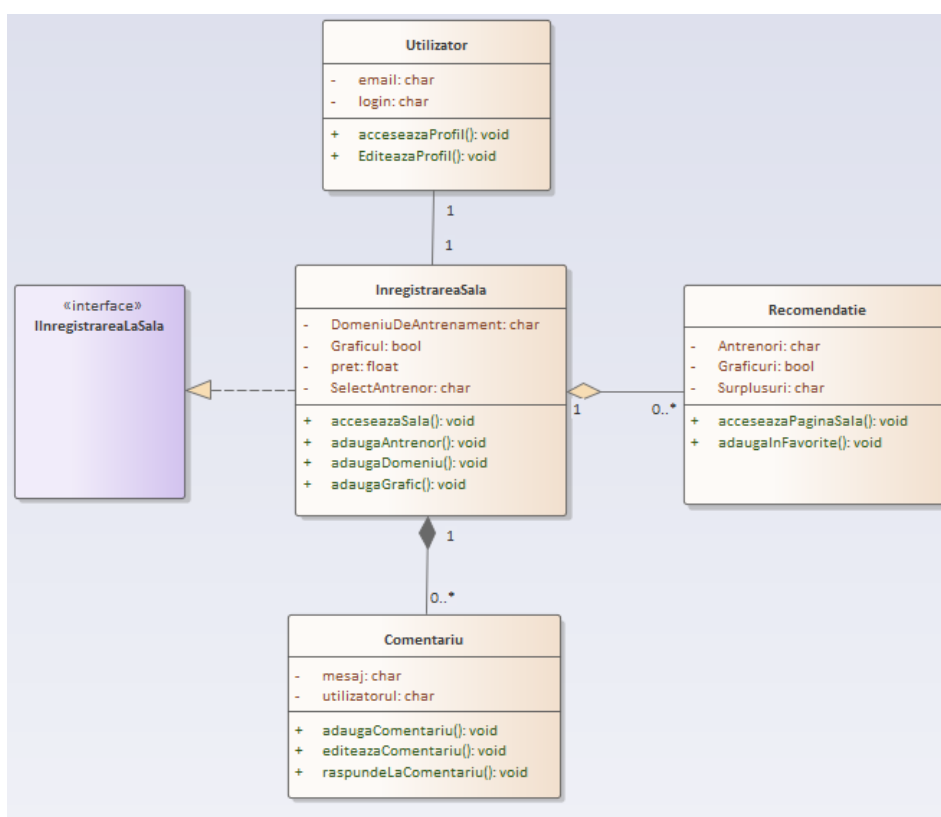 Utilizator
- email: char
- login: char
+ acceseazaProfil(): void
+ EditeazaProfil(): void
1
1
«interface»
IInregistrareaLaSala
InregistrareaSala
- DomeniuDeAntrenament: char
- Graficul: bool
- pret: float
- SelectAntrenor: char
+ acceseazaSala(): void
+ adaugaAntrenor(): void
+ adaugaDomeniu(): void
+ adaugaGrafic(): void
1
0..*
Recomendatie
- Antrenori: char
- Graficuri: bool
- Surplusuri: char
+ acceseazaPaginaSala(): void
+ adaugaInFavorite(): void
1
0..*
Comentariu
- mesaj: char
- utilizatorul: char
+ adaugaComentariu(): void
+ editeazaComentariu(): void
+ raspundeLaComentariu(): void